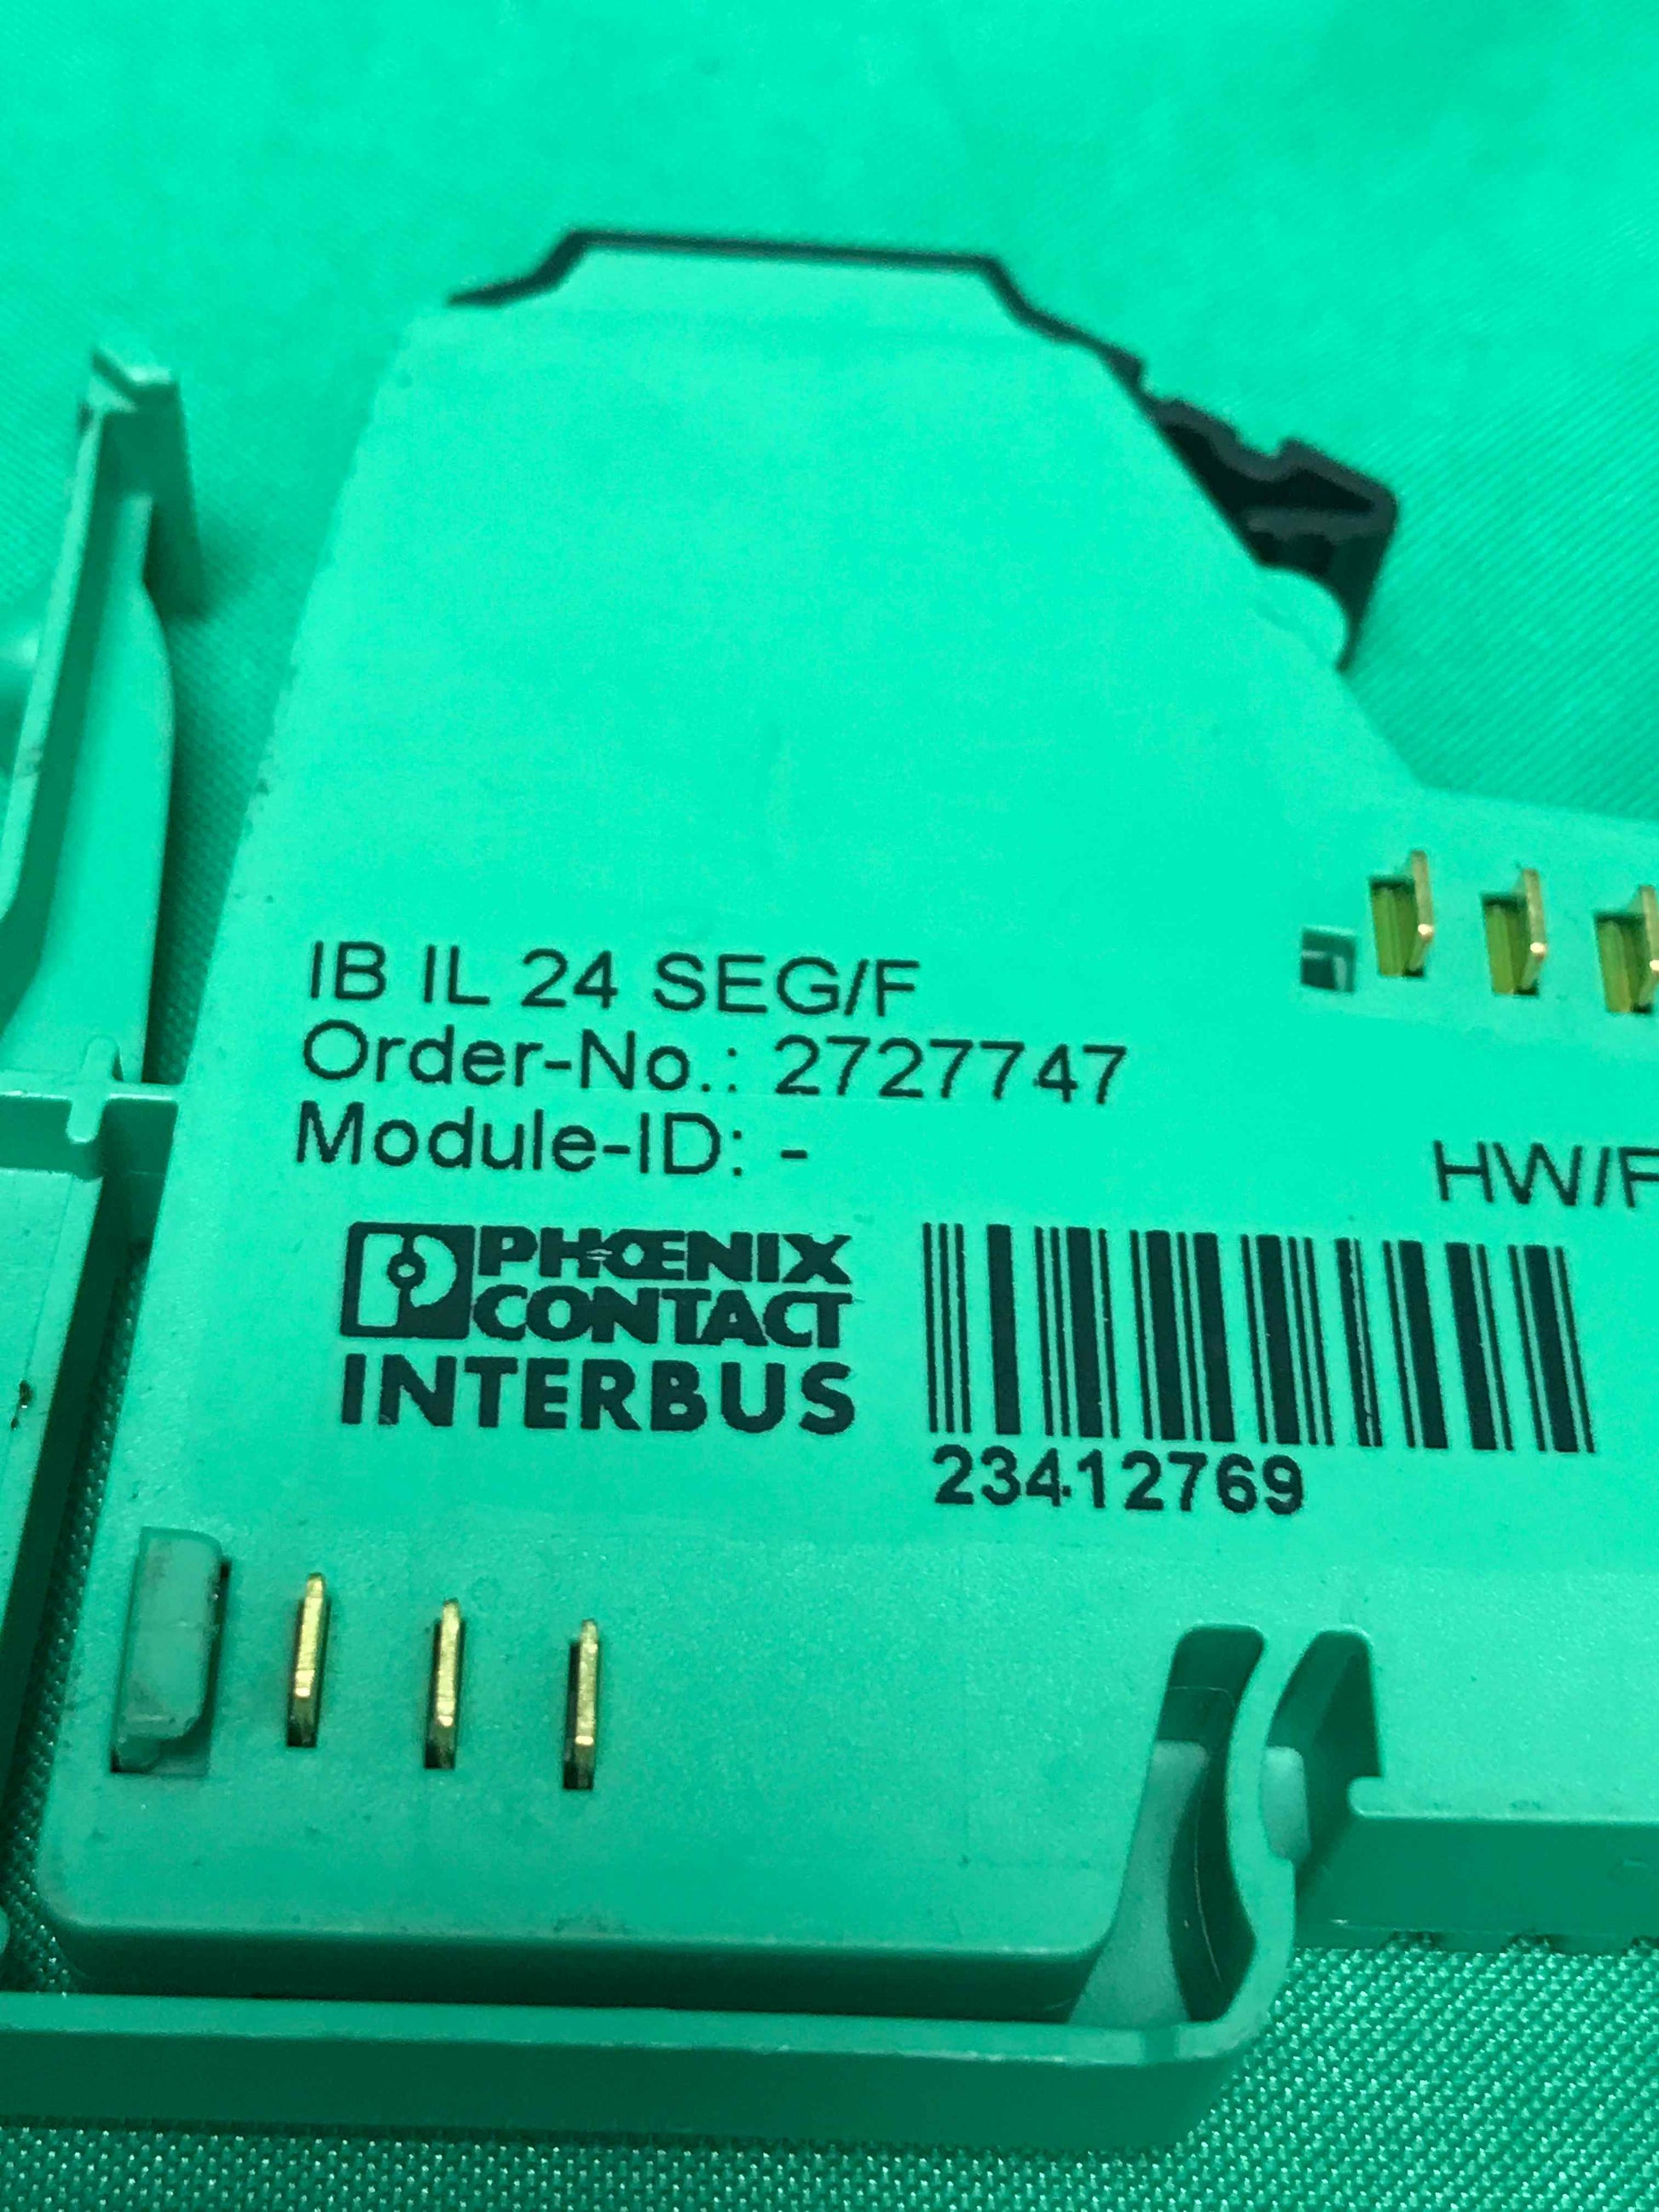 IB IL 24 SEG/F
Order-No.: 2727747
Module-ID: -
HW/F
PHŒNIX
CONTACT
INTERBUS
23412769